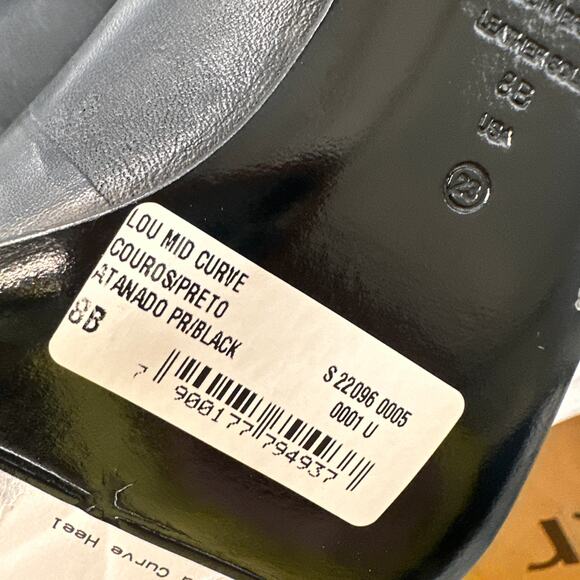 LEATHER
8B
USA
23
LOU MID CURVE
COUROS/PRETO
ATANADO PR/BLACK
8B
S 22096 0005
0001 U
7 900177 794937
Curve Heel